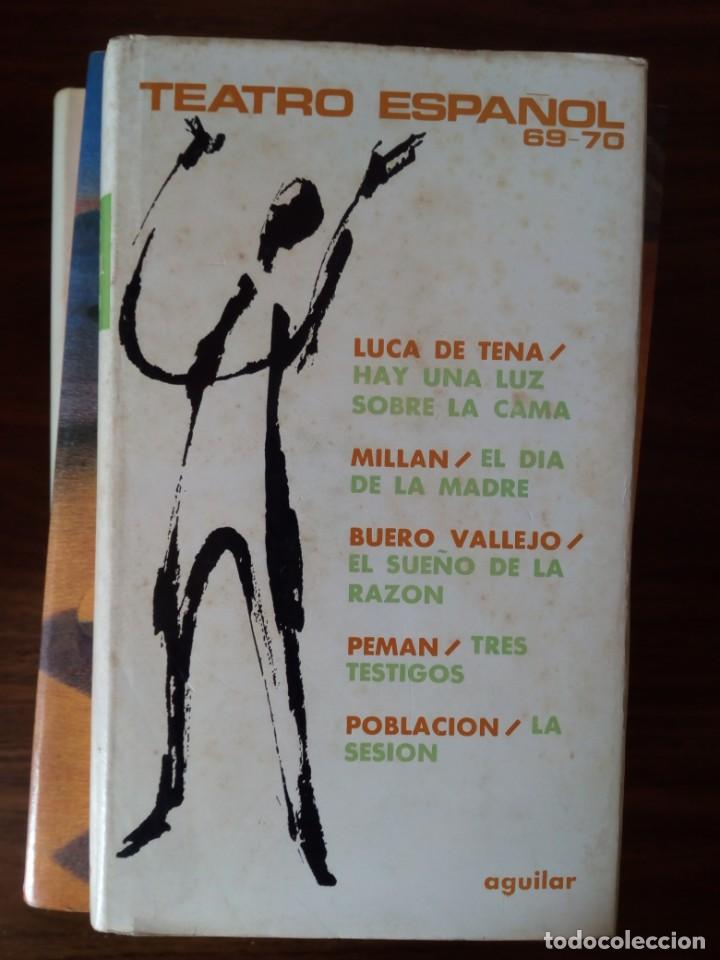 TEATRO ESPAÑOL
69-70
LUCA DE TENA/
HAY UNA LUZ
SOBRE LA CAMA
MILLAN/ EL DIA
DE LA MADRE
BUERO VALLEJO/
EL SUEÑO DE LA
RAZON
PEMAN/ TRES
TESTIGOS
POBLACION/ LA
SESION
aguilar
todocoleccion.net